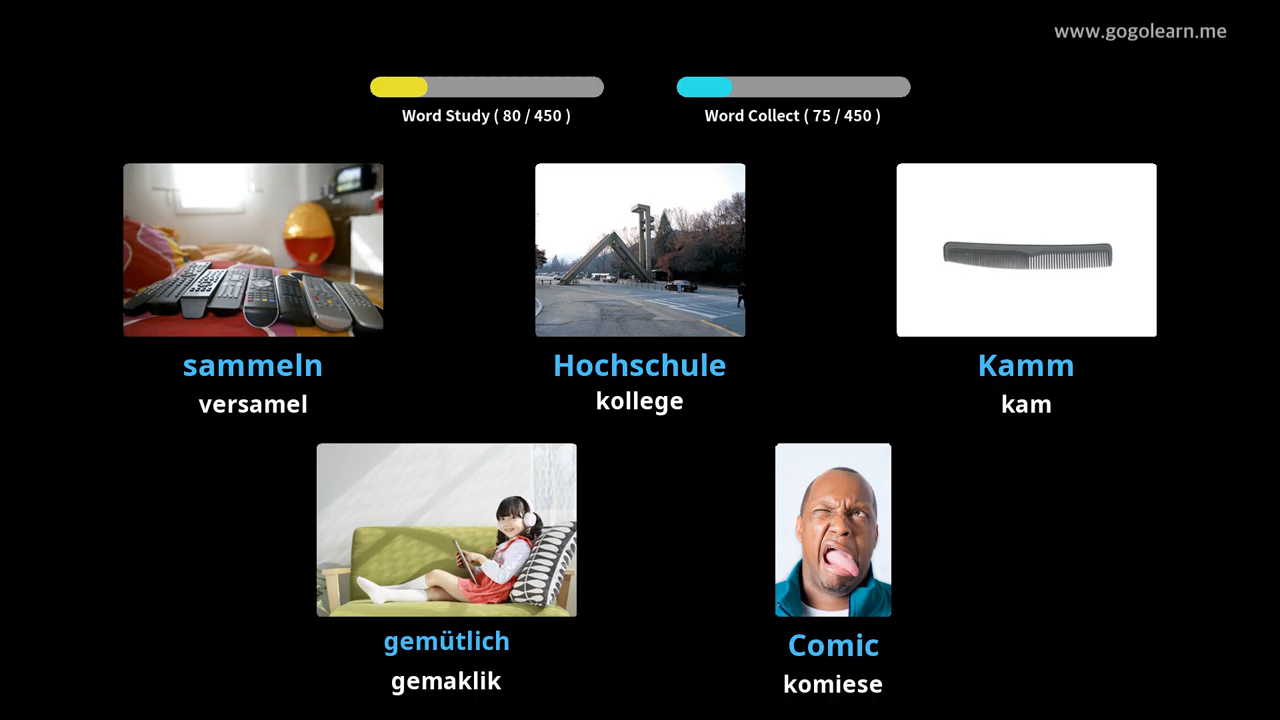 www.gogolearn.me
Word Study ( 80 / 450 )
Word Collect ( 75 / 450 )
sammeln
versamel
Hochschule
kollege
Kamm
kam
gemütlich
gemaklik
Comic
komiese